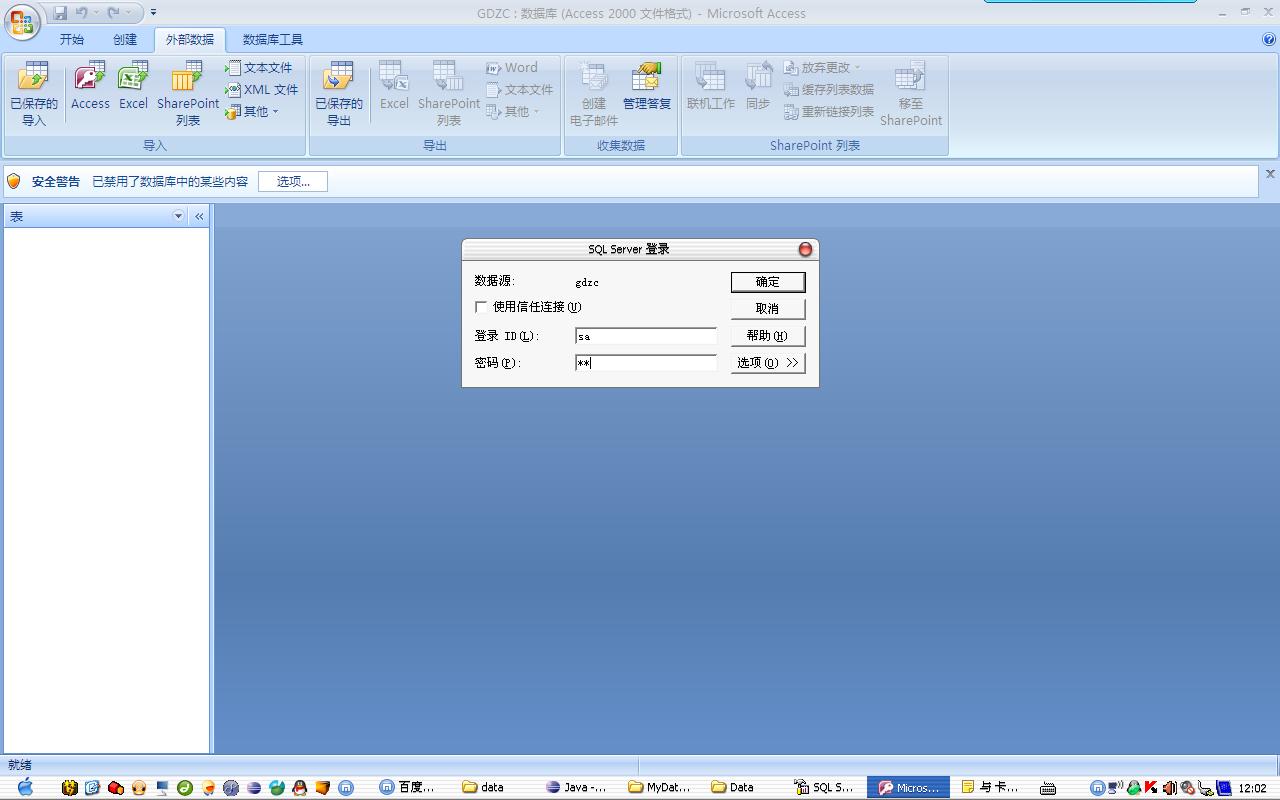 GDZC : 数据库 (Access 2000 文件格式) - Microsoft Access
开始 创建 外部数据 数据库工具
已保存的导入 Access Excel SharePoint 列表 文本文件 XML 文件 其他
已保存的导出 Excel SharePoint 列表 Word 文本文件 其他
创建电子邮件 管理答复
联机工作 同步 放弃更改 缓存列表数据 重新链接列表 移至 SharePoint
导入 导出 收集数据 SharePoint 列表
安全警告 已禁用了数据库中的某些内容 选项...
表 «
SQL Server 登录
数据源: gdzc 确定
使用信任连接(U) 取消
登录 ID(L): sa 帮助(H)
密码(P): ** 选项(O) >>
就绪
百度... data Java -... MyDat... Data SQL S... Micros... 与 卡... 12:02